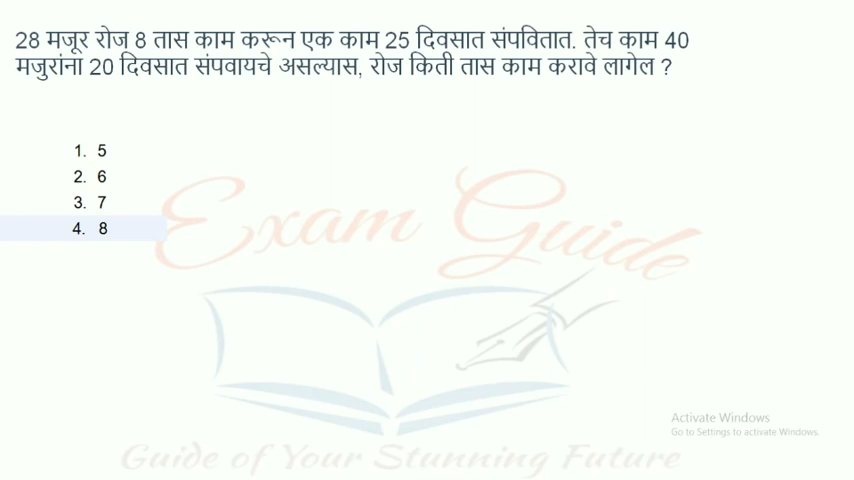 28 मजूर रोज 8 तास काम करून एक काम 25 दिवसात संपवितात. तेच काम 40
मजुरांना 20 दिवसात संपवायचे असल्यास, रोज किती तास काम करावे लागेल ?
1. 5
2. 6
3. 7
4. 8
Exam Guide
Activate Windows
Go to Settings to activate Windows.
Guide of Your Stunning Future